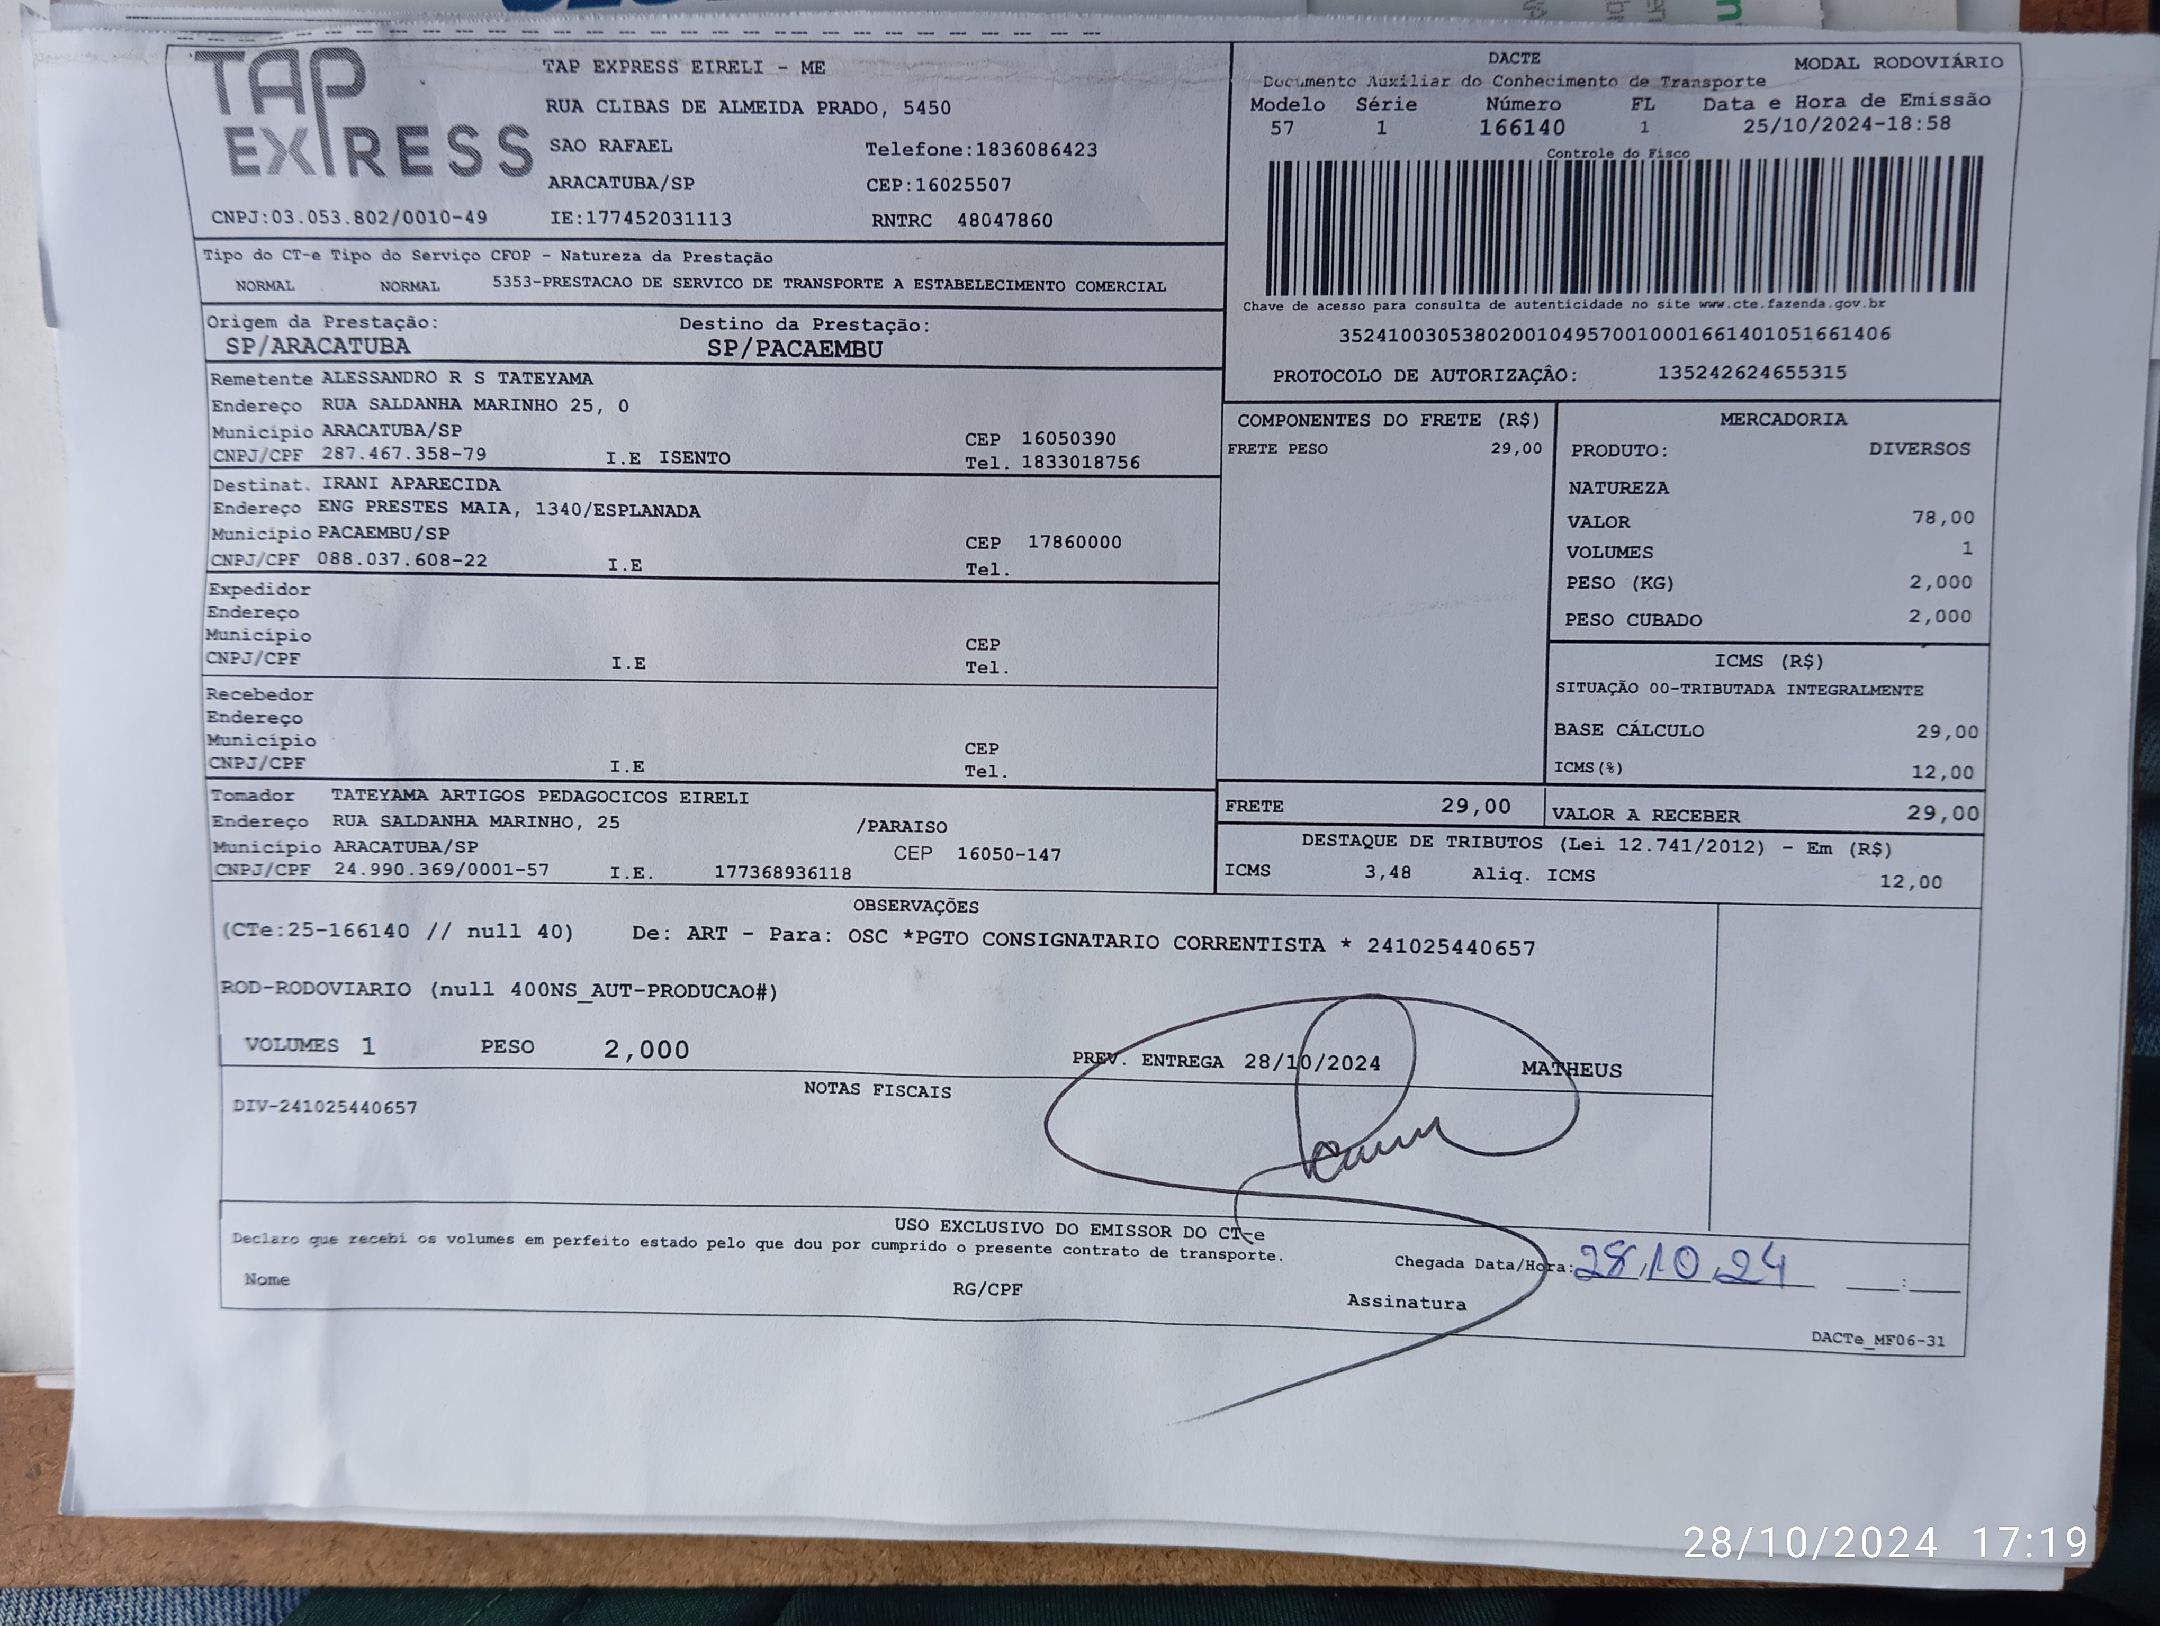 TAP EXPRESS
TAP EXPRESS EIRELI - ME
RUA CLIBAS DE ALMEIDA PRADO, 5450
SAO RAFAEL Telefone:1836086423
ARACATUBA/SP CEP:16025507
CNPJ:03.053.802/0010-49 IE:177452031113 RNTRC 48047860
DACTE MODAL RODOVIÁRIO
Documento Auxiliar do Conhecimento de Transporte
Modelo Série Número FL Data e Hora de Emissão
57 1 166140 1 25/10/2024-18:58
Controle do Fisco
Chave de acesso para consulta de autenticidade no site www.cte.fazenda.gov.br
35241003053802001049570010001661401051661406
PROTOCOLO DE AUTORIZAÇÂO: 135242624655315
Tipo do CT-e Tipo do Serviço CFOP - Natureza da Prestação
NORMAL NORMAL 5353-PRESTACAO DE SERVICO DE TRANSPORTE A ESTABELECIMENTO COMERCIAL
Origem da Prestação: Destino da Prestação:
SP/ARACATUBA SP/PACAEMBU
Remetente ALESSANDRO R S TATEYAMA
Endereço RUA SALDANHA MARINHO 25, 0
Município ARACATUBA/SP CEP 16050390
CNPJ/CPF 287.467.358-79 I.E ISENTO Tel. 1833018756
Destinat. IRANI APARECIDA
Endereço ENG PRESTES MAIA, 1340/ESPLANADA
Município PACAEMBU/SP CEP 17860000
CNPJ/CPF 088.037.608-22 I.E Tel.
Expedidor
Endereço
Município CEP
CNPJ/CPF I.E Tel.
Recebedor
Endereço
Município CEP
CNPJ/CPF I.E Tel.
Tomador TATEYAMA ARTIGOS PEDAGOCICOS EIRELI
Endereço RUA SALDANHA MARINHO, 25 /PARAISO
Município ARACATUBA/SP CEP 16050-147
CNPJ/CPF 24.990.369/0001-57 I.E. 177368936118
COMPONENTES DO FRETE (R$)
FRETE PESO 29,00
MERCADORIA
PRODUTO: DIVERSOS
NATUREZA
VALOR 78,00
VOLUMES 1
PESO (KG) 2,000
PESO CUBADO 2,000
ICMS (R$)
SITUAÇÃO 00-TRIBUTADA INTEGRALMENTE
BASE CÁLCULO 29,00
ICMS(%) 12,00
FRETE 29,00 VALOR A RECEBER 29,00
DESTAQUE DE TRIBUTOS (Lei 12.741/2012) - Em (R$)
ICMS 3,48 Aliq. ICMS 12,00
OBSERVAÇÕES
(CTe:25-166140 // null 40) De: ART - Para: OSC *PGTO CONSIGNATARIO CORRENTISTA * 241025440657
ROD-RODOVIARIO (null 400NS_AUT-PRODUCAO#)
VOLUMES 1 PESO 2,000 PREV. ENTREGA 28/10/2024 MATHEUS
NOTAS FISCAIS
DIV-241025440657
USO EXCLUSIVO DO EMISSOR DO CT-e
Declaro que recebi os volumes em perfeito estado pelo que dou por cumprido o presente contrato de transporte.
Chegada Data/Hora: 28/10/24 __:__
Nome RG/CPF Assinatura
DACTe_MF06-31
28/10/2024 17:19